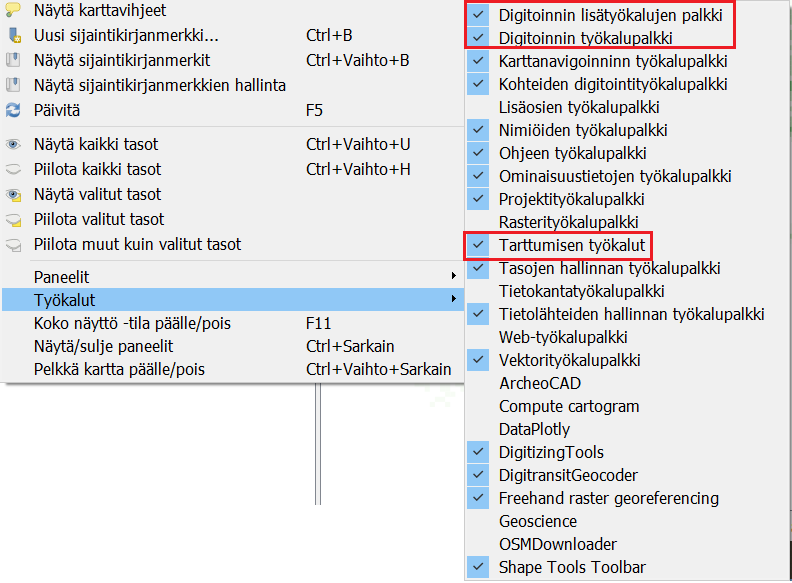 Näytä karttavihjeet
Uusi sijaintikirjanmerkki... Ctrl+B
Näytä sijaintikirjanmerkit Ctrl+Vaihto+B
Näytä sijaintikirjanmerkkien hallinta
Päivitä F5
Näytä kaikki tasot Ctrl+Vaihto+U
Piilota kaikki tasot Ctrl+Vaihto+H
Näytä valitut tasot
Piilota valitut tasot
Piilota muut kuin valitut tasot
Paneelit
Työkalut
Koko näyttö -tila päälle/pois F11
Näytä/sulje paneelit Ctrl+Sarkain
Pelkkä kartta päälle/pois Ctrl+Vaihto+Sarkain
Digitoinnin lisätyökalujen palkki
Digitoinnin työkalupalkki
Karttanavigoininn työkalupalkki
Kohteiden digitointityökalupalkki
Lisäosien työkalupalkki
Nimiöiden työkalupalkki
Ohjeen työkalupalkki
Ominaisuustietojen työkalupalkki
Projektityökalupalkki
Rasterityökalupalkki
Tarttumisen työkalut
Tasojen hallinnan työkalupalkki
Tietokantatyökalupalkki
Tietolähteiden hallinnan työkalupalkki
Web-työkalupalkki
Vektorityökalupalkki
ArcheoCAD
Compute cartogram
DataPlotly
DigitizingTools
DigitransitGeocoder
Freehand raster georeferencing
Geoscience
OSMDownloader
Shape Tools Toolbar